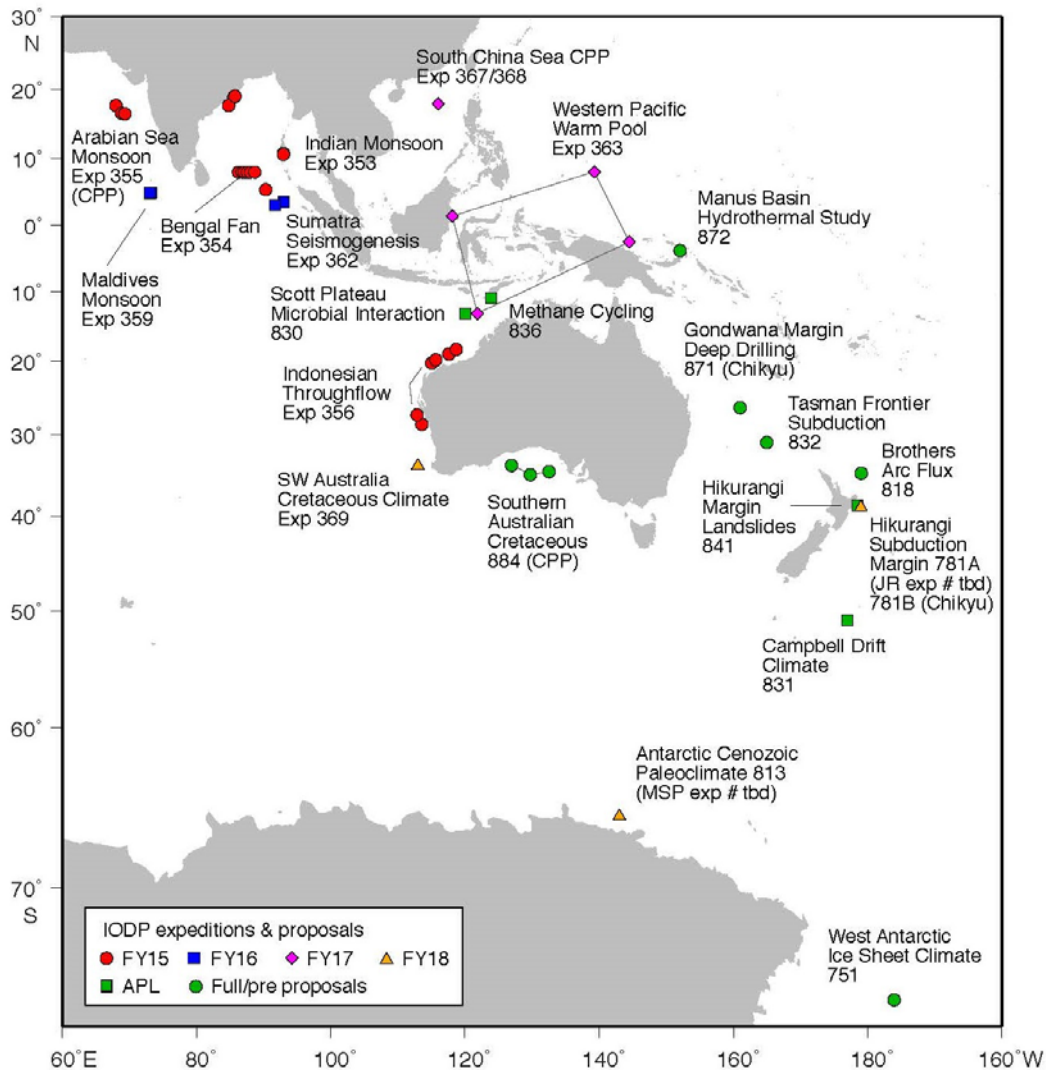 30°
N
20°
10°
0°
10°
20°
30°
40°
50°
60°
70°
S
South China Sea CPP
Exp 367/368
Western Pacific
Warm Pool
Exp 363
Arabian Sea
Monsoon
Exp 355
(CPP)
Indian Monsoon
Exp 353
Bengal Fan
Exp 354
Sumatra
Seismogenesis
Exp 362
Manus Basin
Hydrothermal Study
872
Maldives
Monsoon
Exp 359
Scott Plateau
Microbial Interaction
830
Methane Cycling
836
Gondwana Margin
Deep Drilling
871 (Chikyu)
Indonesian
Throughflow
Exp 356
Tasman Frontier
Subduction
832
Brothers
Arc Flux
818
SW Australia
Cretaceous Climate
Exp 369
Southern
Australian
Cretaceous
884 (CPP)
Hikurangi
Margin
Landslides
841
Hikurangi
Subduction
Margin 781A
(JR exp # tbd)
781B (Chikyu)
Campbell Drift
Climate
831
Antarctic Cenozoic
Paleoclimate 813
(MSP exp # tbd)
West Antarctic
Ice Sheet Climate
751
IODP expeditions & proposals
FY15 FY16 FY17 FY18
APL Full/pre proposals
60°E 80° 100° 120° 140° 160° 180° 160°W